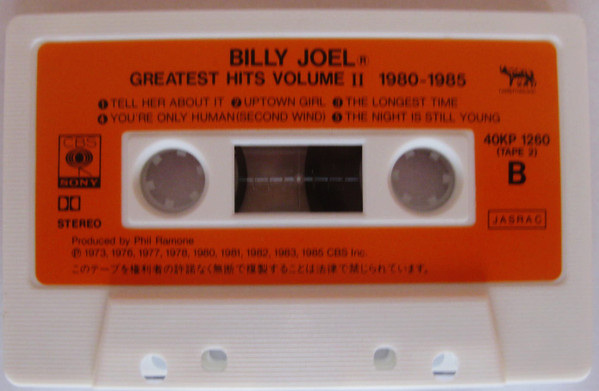 BILLY JOEL®
GREATEST HITS VOLUME II 1980-1985
❶ TELL HER ABOUT IT ❷ UPTOWN GIRL ❸ THE LONGEST TIME
❹ YOU'RE ONLY HUMAN (SECOND WIND) ❺ THE NIGHT IS STILL YOUNG
CBS
SONY
STEREO
40KP 1260
(TAPE 2)
B
JASRAC
Produced by Phil Ramone
℗ 1973, 1976, 1977, 1978, 1980, 1981, 1982, 1983, 1985 CBS Inc.
このテープを権利者の許諾なく無断で複製することは法律で禁じられています。